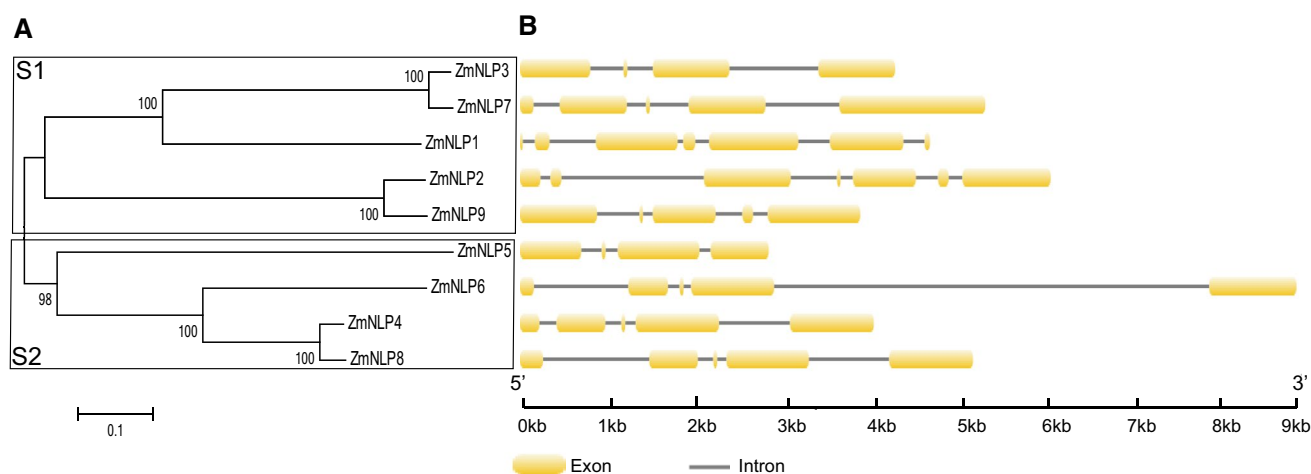 A
B
S1
100
ZmNLP3
100
ZmNLP7
ZmNLP1
ZmNLP2
100
ZmNLP9
ZmNLP5
98
ZmNLP6
100
ZmNLP4
100
ZmNLP8
S2
0.1
5’ 3’
0kb 1kb 2kb 3kb 4kb 5kb 6kb 7kb 8kb 9kb
Exon Intron